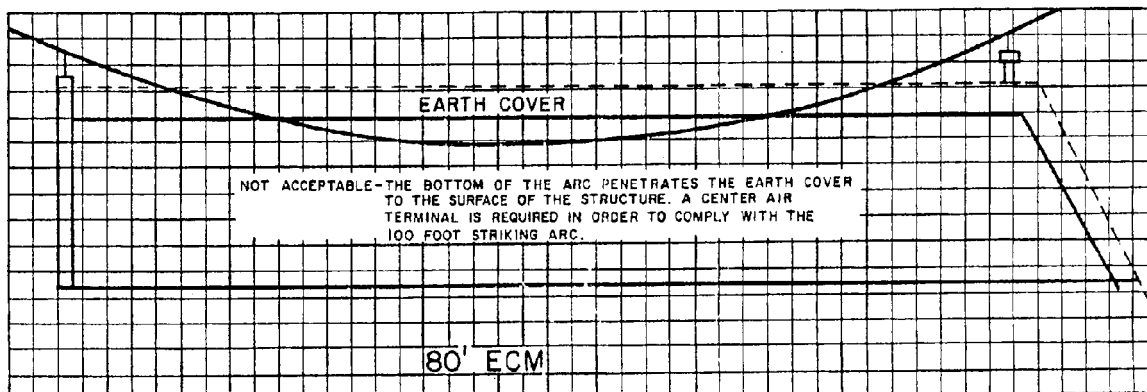 EARTH COVER
NOT ACCEPTABLE-THE BOTTOM OF THE ARC PENETRATES THE EARTH COVER
TO THE SURFACE OF THE STRUCTURE. A CENTER AIR
TERMINAL IS REQUIRED IN ORDER TO COMPLY WITH THE
100 FOOT STRIKING ARC.
80' ECM